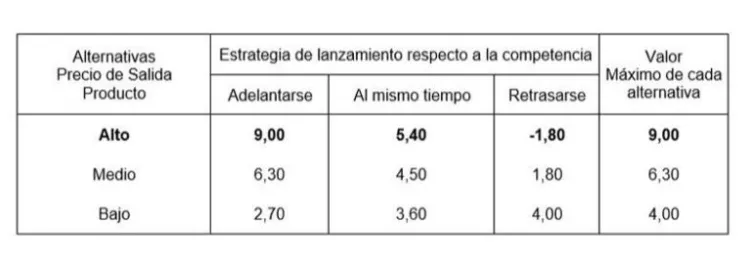 Alternativas Precio de Salida Producto
Estrategia de lanzamiento respecto a la competencia
Valor Máximo de cada alternativa
Adelantarse Al mismo tiempo Retrasarse
Alto 9,00 5,40 -1,80 9,00
Medio 6,30 4,50 1,80 6,30
Bajo 2,70 3,60 4,00 4,00